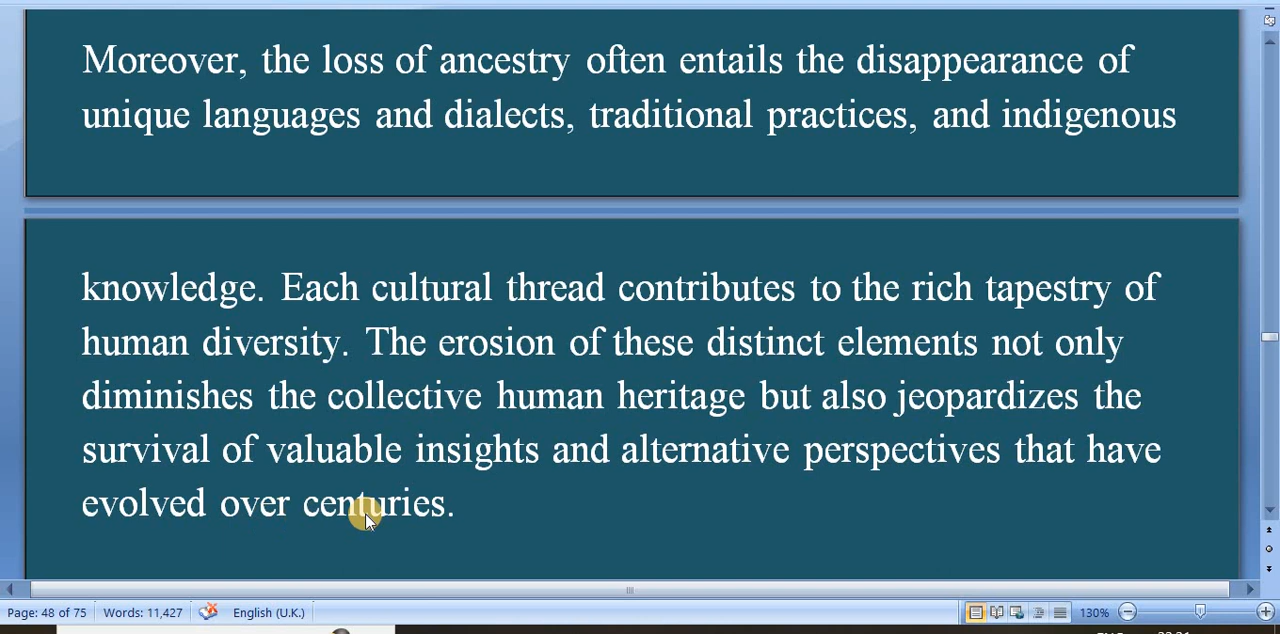 Moreover, the loss of ancestry often entails the disappearance of
unique languages and dialects, traditional practices, and indigenous
knowledge. Each cultural thread contributes to the rich tapestry of
human diversity. The erosion of these distinct elements not only
diminishes the collective human heritage but also jeopardizes the
survival of valuable insights and alternative perspectives that have
evolved over centuries.
Page: 48 of 75 Words: 11,427 English (U.K.) 130%